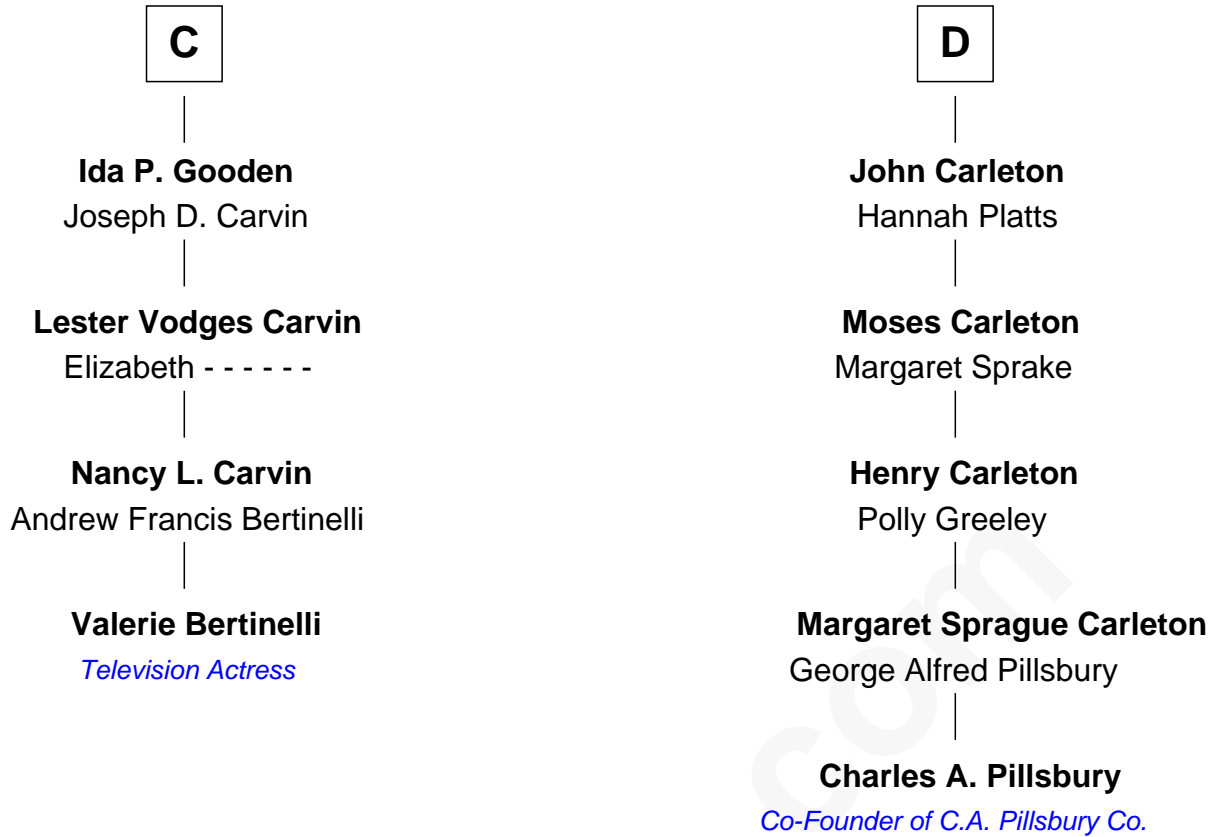 C
Ida P. Gooden
Joseph D. Carvin
Lester Vodges Carvin
Elizabeth - - - - - -
Nancy L. Carvin
Andrew Francis Bertinelli
Valerie Bertinelli
Television Actress
D
John Carleton
Hannah Platts
Moses Carleton
Margaret Sprake
Henry Carleton
Polly Greeley
Margaret Sprague Carleton
George Alfred Pillsbury
Charles A. Pillsbury
Co-Founder of C.A. Pillsbury Co.
com